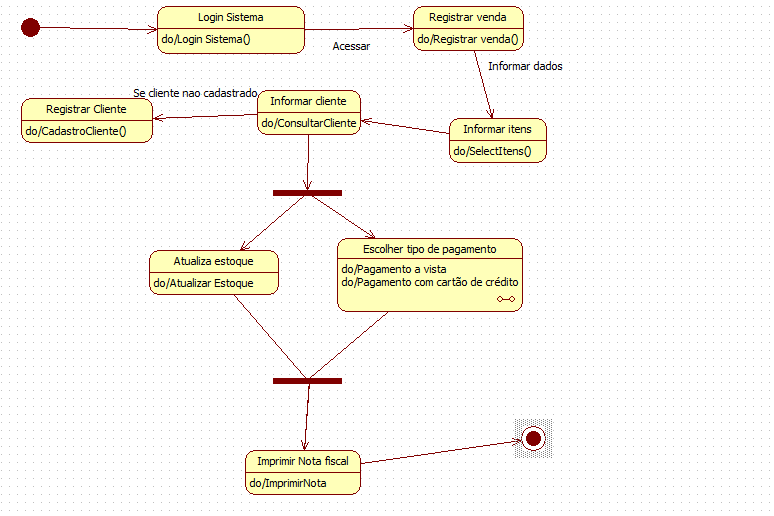 Login Sistema
do/Login Sistema()
Acessar
Registrar venda
do/Registrar venda()
Informar dados
Se cliente nao cadastrado
Registrar Cliente
do/CadastroCliente()
Informar cliente
do/ConsultarCliente
Informar itens
do/SelectItens()
Atualiza estoque
do/Atualizar Estoque
Escolher tipo de pagamento
do/Pagamento a vista
do/Pagamento com cartão de crédito
Imprimir Nota fiscal
do/ImprimirNota